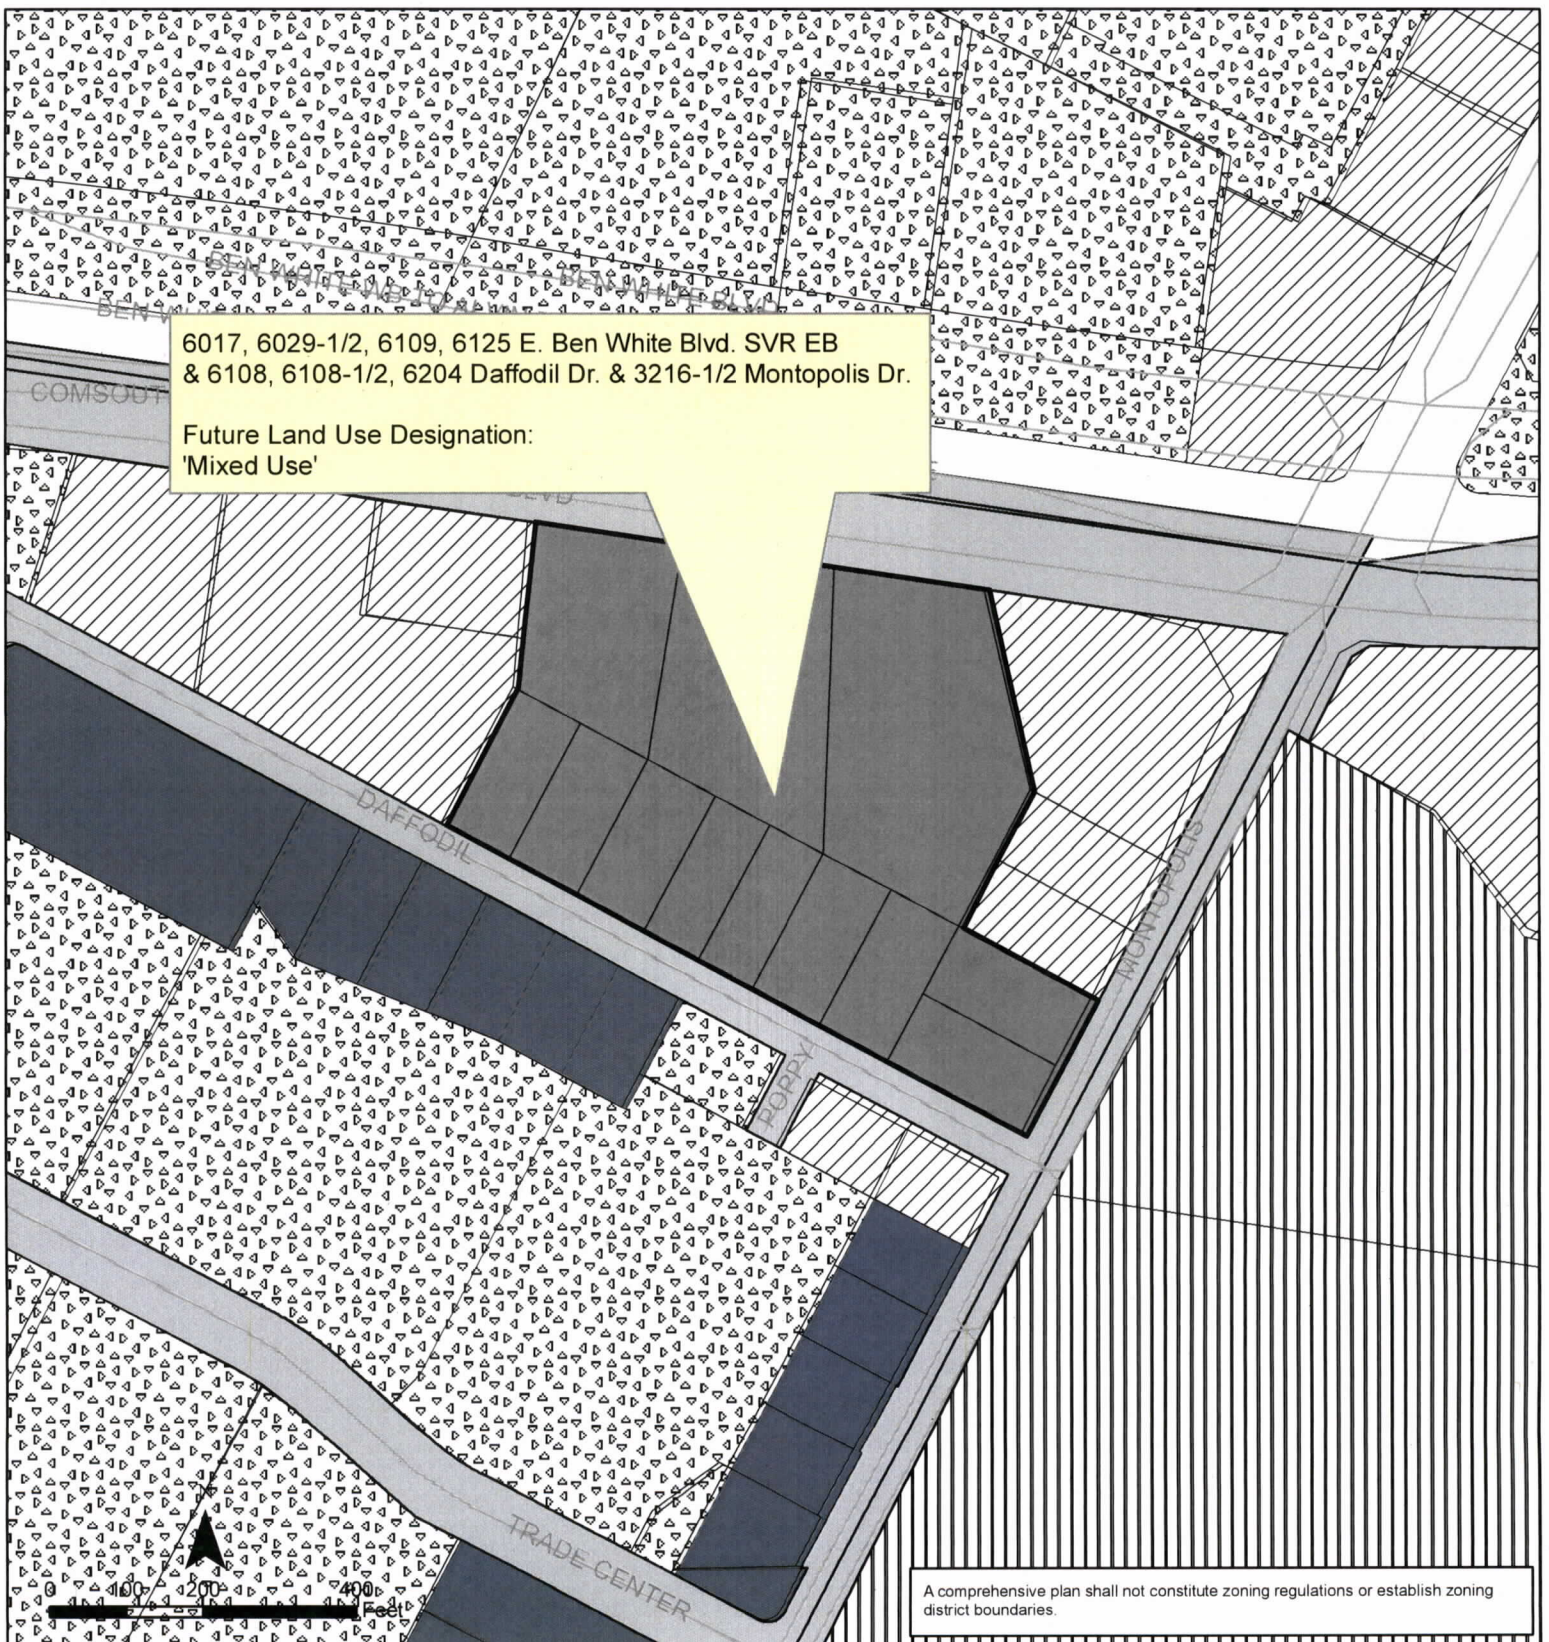 BEN WHITE WB TO
BEN WHITE BLVD
BEN
6017, 6029-1/2, 6109, 6125 E. Ben White Blvd. SVR EB
& 6108, 6108-1/2, 6204 Daffodil Dr. & 3216-1/2 Montopolis Dr.
Future Land Use Designation:
'Mixed Use'
BLVD
DAFFODIL
MONTOPOLIS
POPPY
TRADE CENTER
0 100 200 400
Feet
A comprehensive plan shall not constitute zoning regulations or establish zoning
district boundaries.